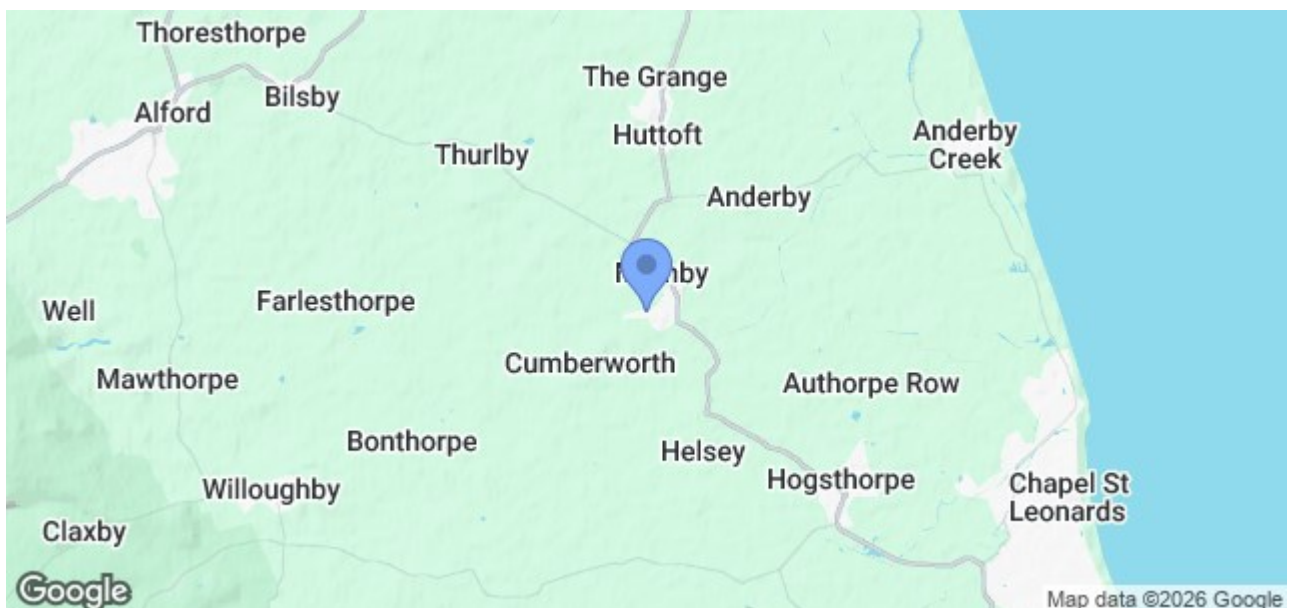 Thoresthorpe
The Grange
Bilsby
Alford
Huttoft
Anderby
Creek
Thurlby
Anderby
Farlesthorpe
Well
Cumberworth
Mawthorpe
Authorpe Row
Bonthorpe
Helsey
Hogsthorpe
Willoughby
Chapel St
Leonards
Claxby
Google
Map data ©2026 Google